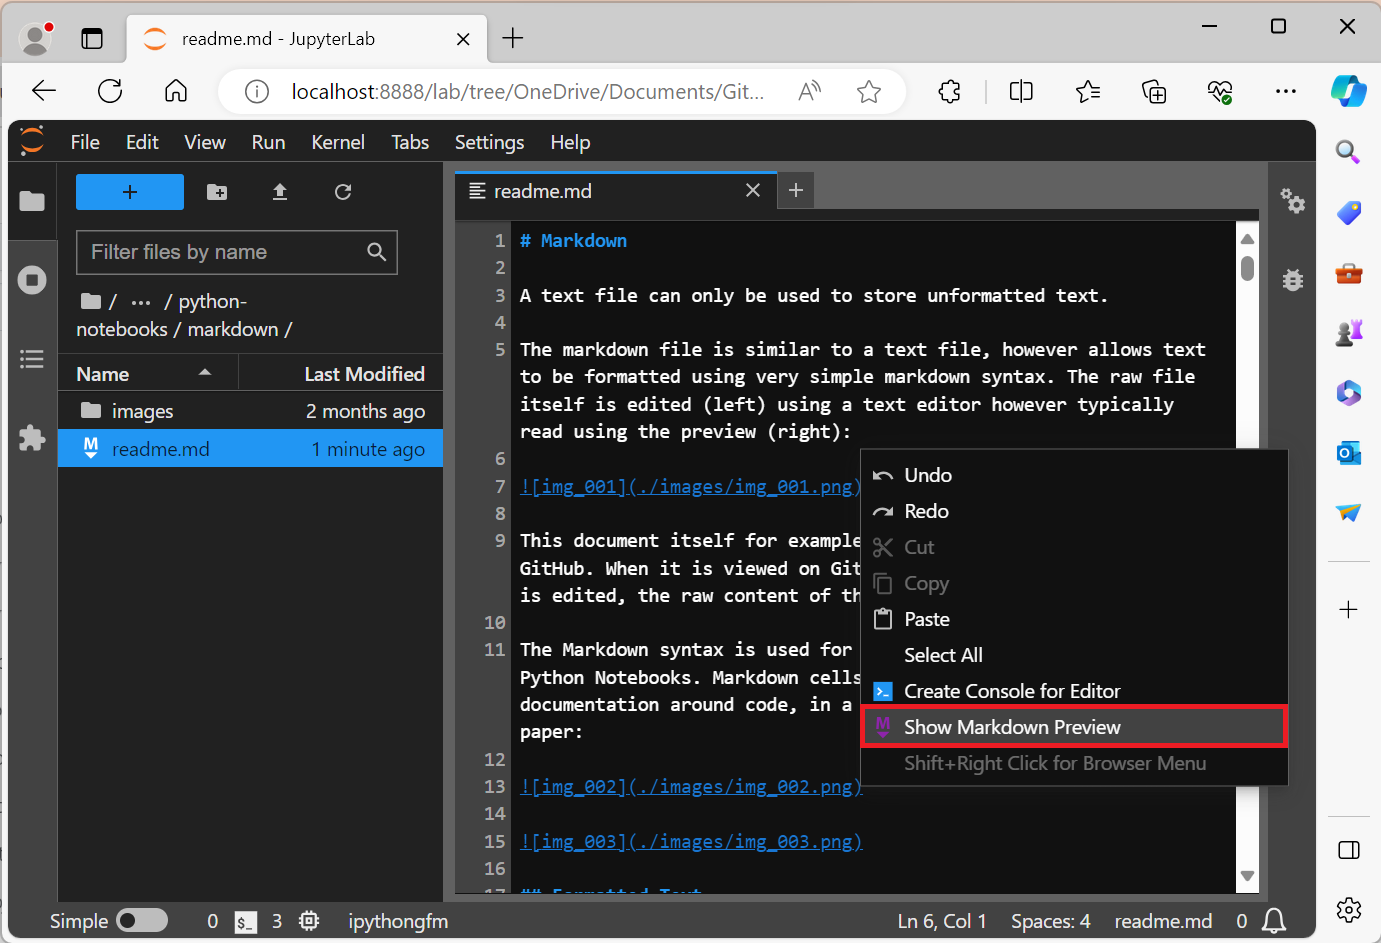 readme.md - JupyterLab
localhost:8888/lab/tree/OneDrive/Documents/Git...
File Edit View Run Kernel Tabs Settings Help
readme.md
Filter files by name
/ ... / python-
notebooks / markdown /
Name Last Modified
images 2 months ago
readme.md 1 minute ago
1 # Markdown
2
3 A text file can only be used to store unformatted text.
4
5 The markdown file is similar to a text file, however allows text
to be formatted using very simple markdown syntax. The raw file
itself is edited (left) using a text editor however typically
read using the preview (right):
6
7 ![img_001](./images/img_001.png)
8
9 This document itself for example
GitHub. When it is viewed on Git
is edited, the raw content of th
10
11 The Markdown syntax is used for
Python Notebooks. Markdown cells
documentation around code, in a
paper:
12
13 ![img_002](./images/img_002.png)
14
15 ![img_003](./images/img_003.png)
16
17 ## Formatted Text
Undo
Redo
Cut
Copy
Paste
Select All
Create Console for Editor
Show Markdown Preview
Shift+Right Click for Browser Menu
Simple 0 3 ipythongfm Ln 6, Col 1 Spaces: 4 readme.md 0